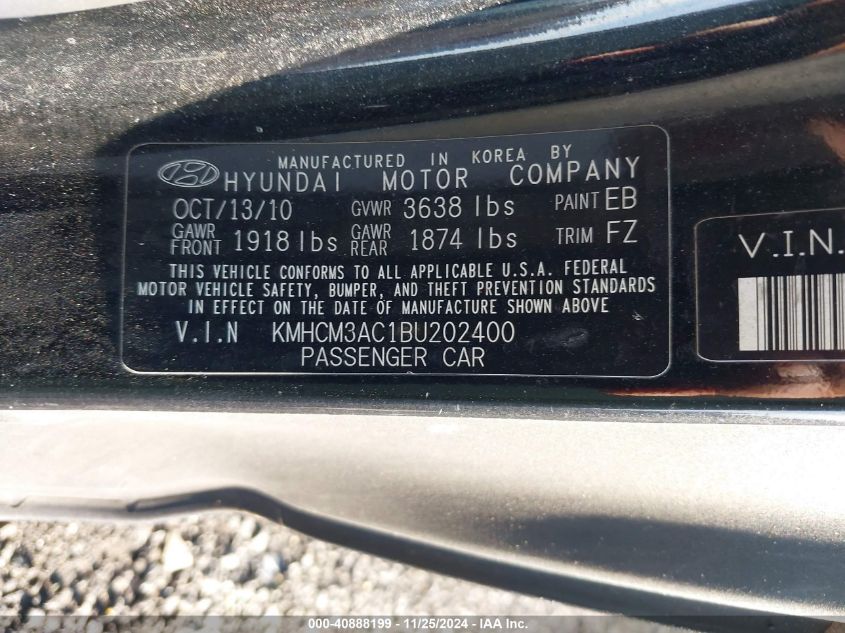 MANUFACTURED IN KOREA BY
HYUNDAI MOTOR COMPANY
OCT/13/10 GVWR 3638 lbs PAINT EB
GAWR FRONT 1918 lbs GAWR REAR 1874 lbs TRIM FZ
THIS VEHICLE CONFORMS TO ALL APPLICABLE U.S.A. FEDERAL
MOTOR VEHICLE SAFETY, BUMPER, AND THEFT PREVENTION STANDARDS
IN EFFECT ON THE DATE OF MANUFACTURE SHOWN ABOVE
V.I.N KMHCM3AC1BU202400
PASSENGER CAR
V.I.N.
000-40888199 - 11/25/2024 - IAA Inc.